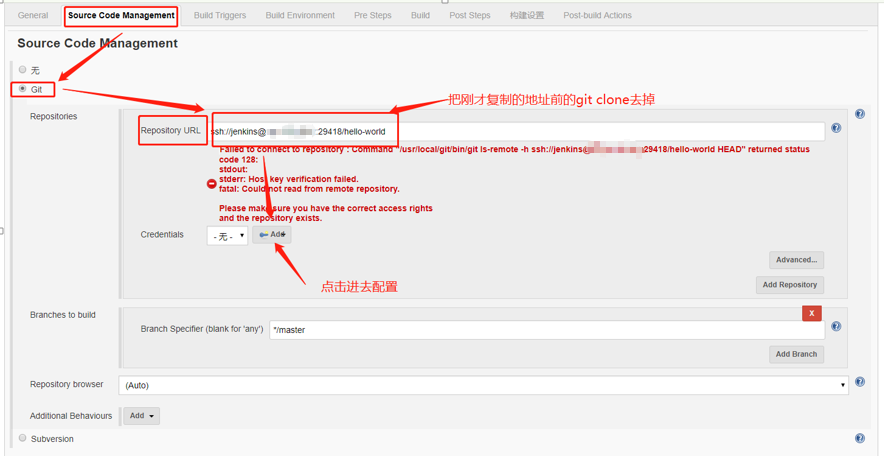 General Source Code Management Build Triggers Build Environment Pre Steps Build Post Steps 构建设置 Post-build Actions
Source Code Management
无
Git
把刚才复制的地址前的git clone去掉
Repositories
Repository URL ssh://jenkins@ :29418/hello-world
Failed to connect to repository : Command "/usr/local/git/bin/git ls-remote -h ssh://jenkins@ 29418/hello-world HEAD" returned status
code 128:
stdout:
stderr: Host key verification failed.
fatal: Could not read from remote repository.
Please make sure you have the correct access rights
and the repository exists.
Credentials - 无 - Add
Advanced...
点击进去配置
Add Repository
Branches to build
X
Branch Specifier (blank for 'any') */master
Add Branch
Repository browser (Auto)
Additional Behaviours Add
Subversion